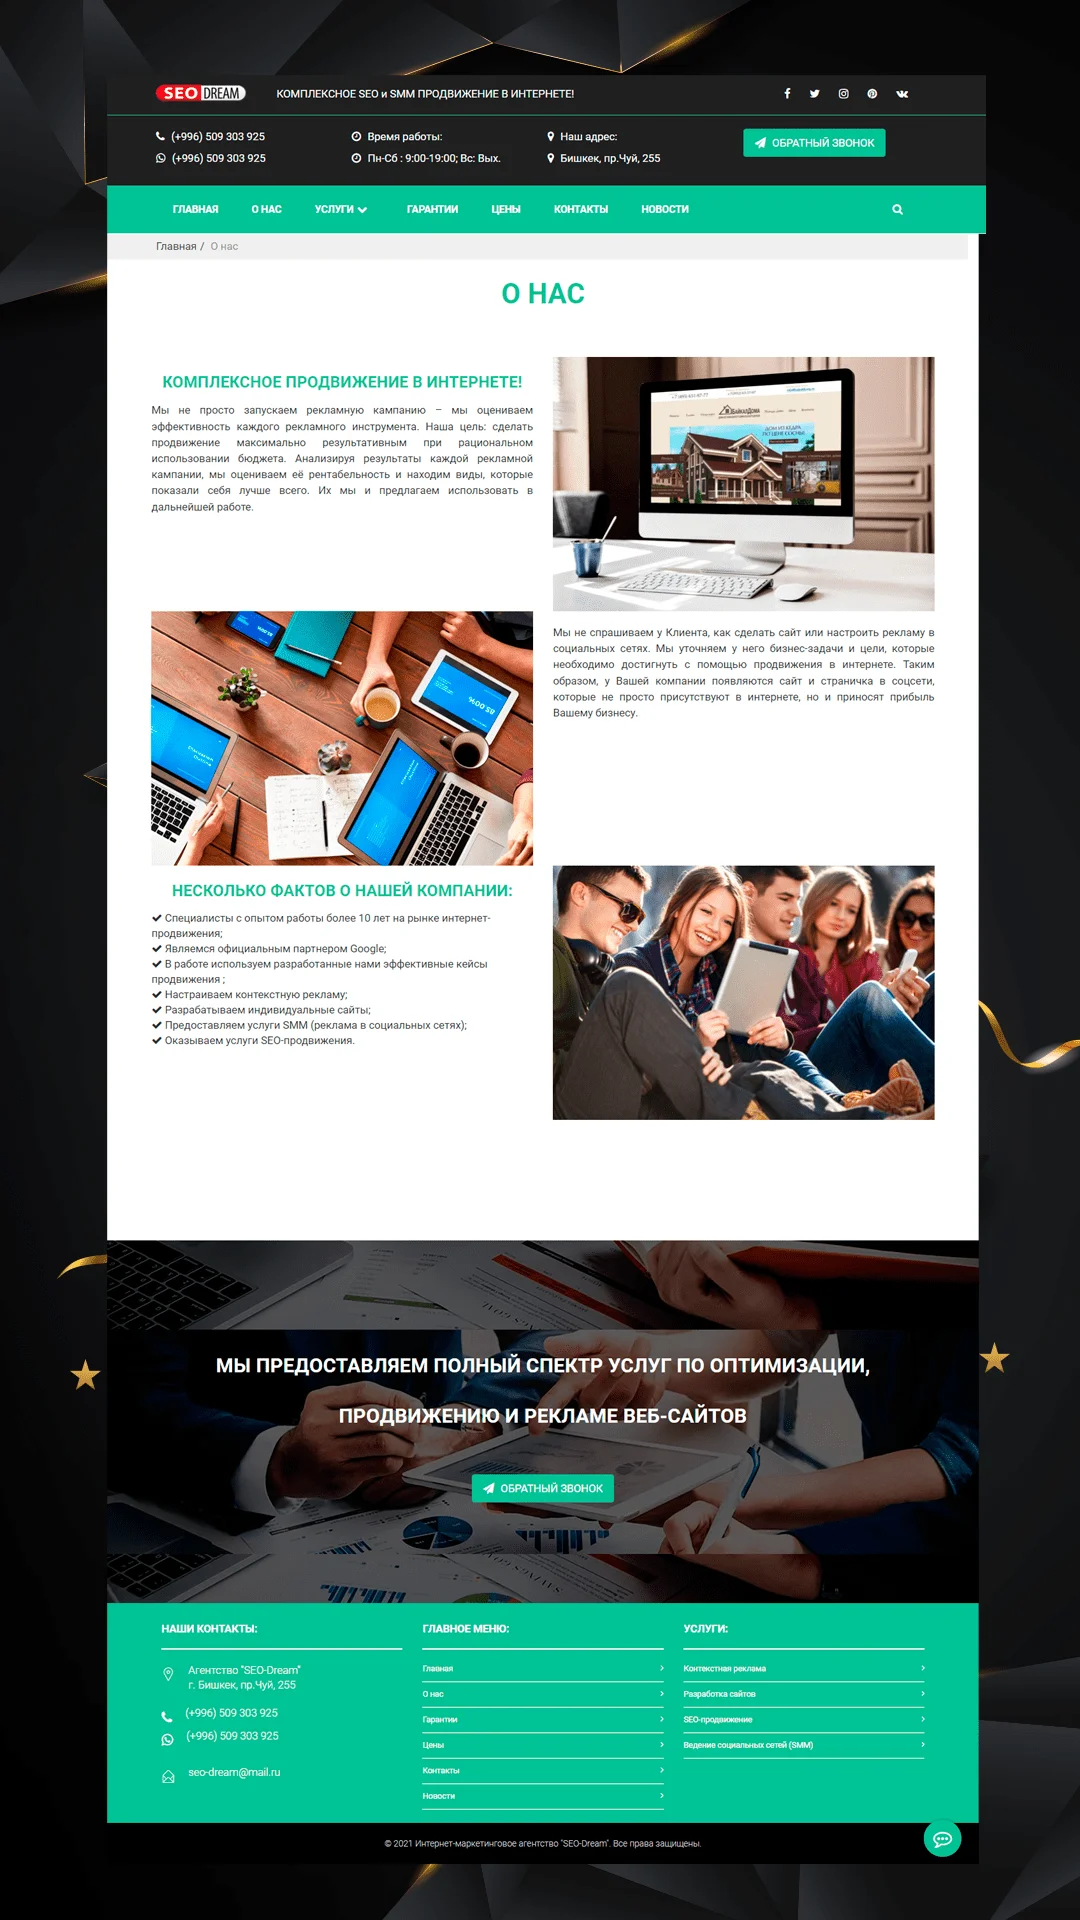 SEO DREAM
КОМПЛЕКСНОЕ SEO и SMM ПРОДВИЖЕНИЕ В ИНТЕРНЕТЕ!
(+996) 509 303 925
Время работы:
Наш адрес:
ОБРАТНЫЙ ЗВОНОК
(+996) 509 303 925
Пн-Сб : 9:00-19:00; Вс: Вых.
Бишкек, пр.Чуй, 255
ГЛАВНАЯ
О НАС
УСЛУГИ
ГАРАНТИИ
ЦЕНЫ
КОНТАКТЫ
НОВОСТИ
Главная / О нас
О НАС
КОМПЛЕКСНОЕ ПРОДВИЖЕНИЕ В ИНТЕРНЕТЕ!
Мы не просто запускаем рекламную кампанию – мы оцениваем
эффективность каждого рекламного инструмента. Наша цель: сделать
продвижение максимально результативным при рациональном
использовании бюджета. Анализируя результаты каждой рекламной
кампании, мы оцениваем её рентабельность и находим виды, которые
показали себя лучше всего. Их мы и предлагаем использовать в
дальнейшей работе.
ДОМ ИЗ КЕДРА
ПО ЦЕНЕ СОСНЫ
Мы не спрашиваем у Клиента, как сделать сайт или настроить рекламу в
социальных сетях. Мы уточняем у него бизнес-задачи и цели, которые
необходимо достигнуть с помощью продвижения в интернете. Таким
образом, у Вашей компании появляются сайт и страничка в соцсети,
которые не просто присутствуют в интернете, но и приносят прибыль
Вашему бизнесу.
85.00%
НЕСКОЛЬКО ФАКТОВ О НАШЕЙ КОМПАНИИ:
Специалисты с опытом работы более 10 лет на рынке интернет-
продвижения;
Являемся официальным партнером Google;
В работе используем разработанные нами эффективные кейсы
продвижения ;
Настраиваем контекстную рекламу;
Разрабатываем индивидуальные сайты;
Предоставляем услуги SMM (реклама в социальных сетях);
Оказываем услуги SEO-продвижения.
МЫ ПРЕДОСТАВЛЯЕМ ПОЛНЫЙ СПЕКТР УСЛУГ ПО ОПТИМИЗАЦИИ,
ПРОДВИЖЕНИЮ И РЕКЛАМЕ ВЕБ-САЙТОВ
ОБРАТНЫЙ ЗВОНОК
НАШИ КОНТАКТЫ:
Агентство "SEO-Dream"
г. Бишкек, пр.Чуй, 255
(+996) 509 303 925
(+996) 509 303 925
seo-dream@mail.ru
ГЛАВНОЕ МЕНЮ:
Главная
О нас
Гарантии
Цены
Контакты
Новости
УСЛУГИ:
Контекстная реклама
Разработка сайтов
SEO-продвижение
Ведение социальных сетей (SMM)
© 2021 Интернет-маркетинговое агентство "SEO-Dream". Все права защищены.